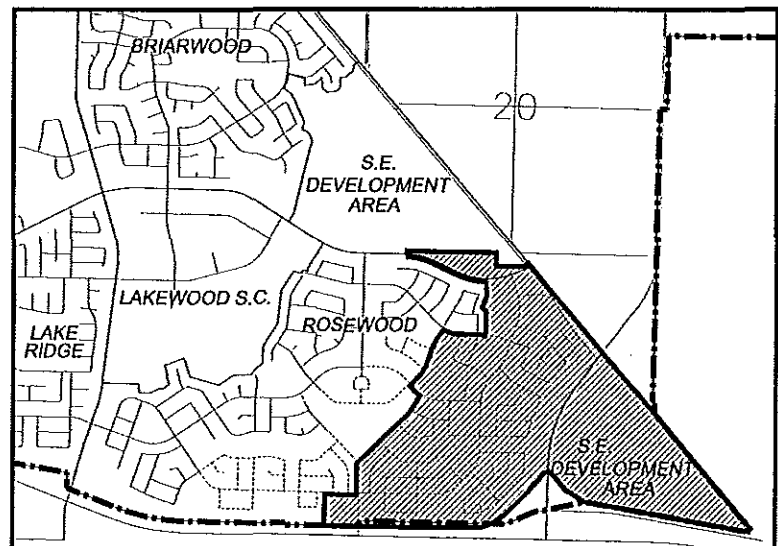 BRIARWOOD
20
S.E.
DEVELOPMENT
AREA
LAKEWOOD S.C.
ROSEWOOD
LAKE
RIDGE
S.E.
DEVELOPMENT
AREA